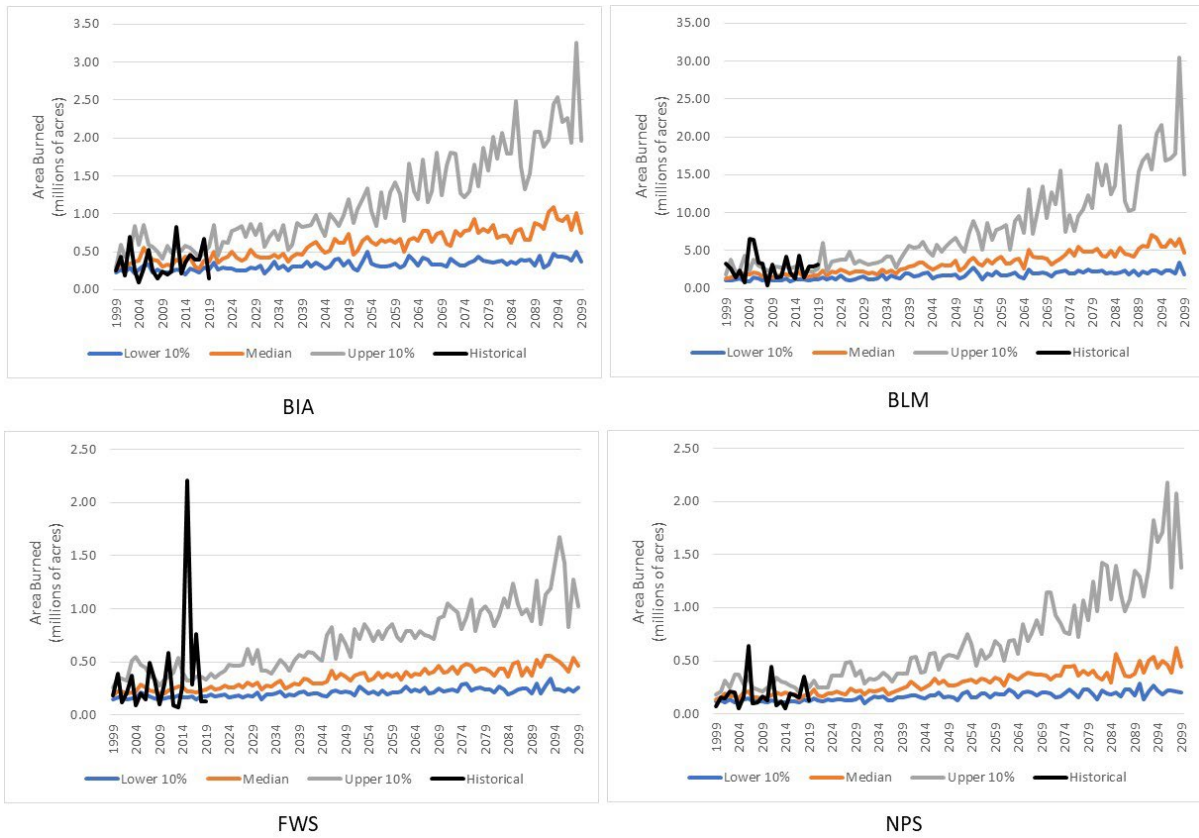 3.50
3.00
2.50
2.00
1.50
1.00
0.50
0.00
Area Burned
(millions of acres)
1999 2004 2009 2014 2019 2024 2029 2034 2039 2044 2049 2054 2059 2064 2069 2074 2079 2084 2089 2094 2099
Lower 10% Median Upper 10% Historical
BIA
35.00
30.00
25.00
20.00
15.00
10.00
5.00
0.00
Area Burned
(millions of acres)
1999 2004 2009 2014 2019 2024 2029 2034 2039 2044 2049 2054 2059 2064 2069 2074 2079 2084 2089 2094 2099
Lower 10% Median Upper 10% Historical
BLM
2.50
2.00
1.50
1.00
0.50
0.00
Area Burned
(millions of acres)
1999 2004 2009 2014 2019 2024 2029 2034 2039 2044 2049 2054 2059 2064 2069 2074 2079 2084 2089 2094 2099
Lower 10% Median Upper 10% Historical
FWS
2.50
2.00
1.50
1.00
0.50
0.00
Area Burned
(millions of acres)
1999 2004 2009 2014 2019 2024 2029 2034 2039 2044 2049 2054 2059 2064 2069 2074 2079 2084 2089 2094 2099
Lower 10% Median Upper 10% Historical
NPS